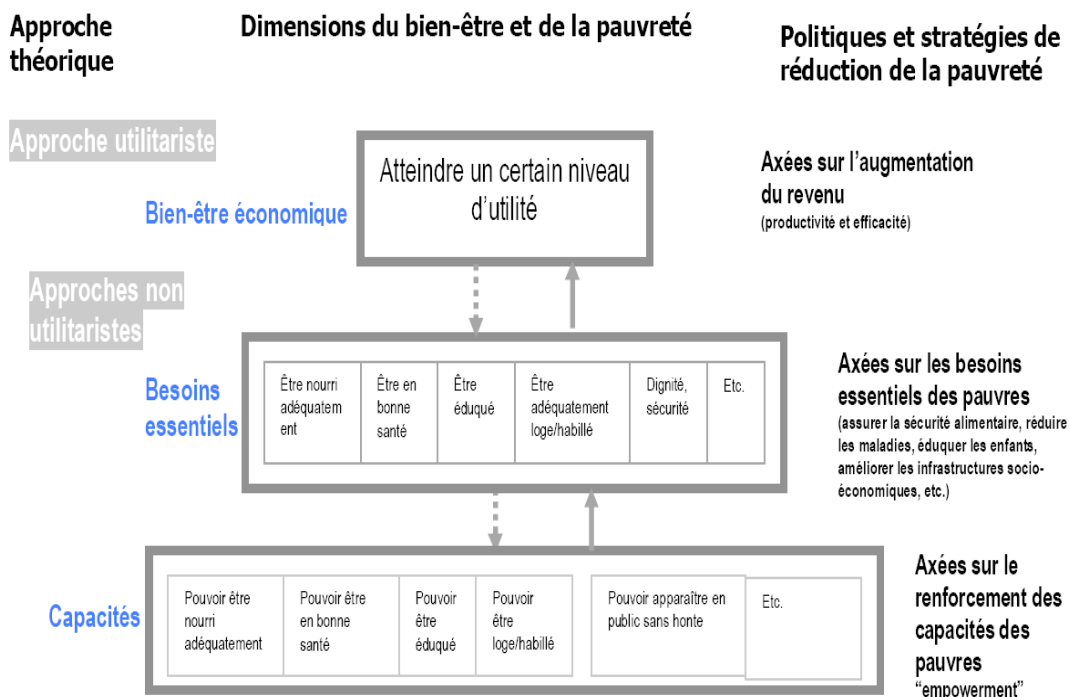 Approche
théorique
Dimensions du bien-être et de la pauvreté
Politiques et stratégies de
réduction de la pauvreté
Approche utilitariste
Bien-être économique
Atteindre un certain niveau
d'utilité
Axées sur l'augmentation
du revenu
(productivité et efficacité)
Approches non
utilitaristes
Besoins
essentiels
Être nourri
adéquatem
ent
Être en
bonne
santé
Être
éduqué
Être
adéquatement
loge/habillé
Dignité,
sécurité
Etc.
Axées sur les besoins
essentiels des pauvres
(assurer la sécurité alimentaire, réduire
les maladies, éduquer les enfants,
améliorer les infrastructures socio-
économiques, etc.)
Capacités
Pouvoir être
nourri
adéquatement
Pouvoir être
en bonne
santé
Pouvoir
être
éduqué
Pouvoir
être
loge/habillé
Pouvoir apparaître en
public sans honte
Etc.
Axées sur le
renforcement des
capacités des
pauvres
"empowerment"